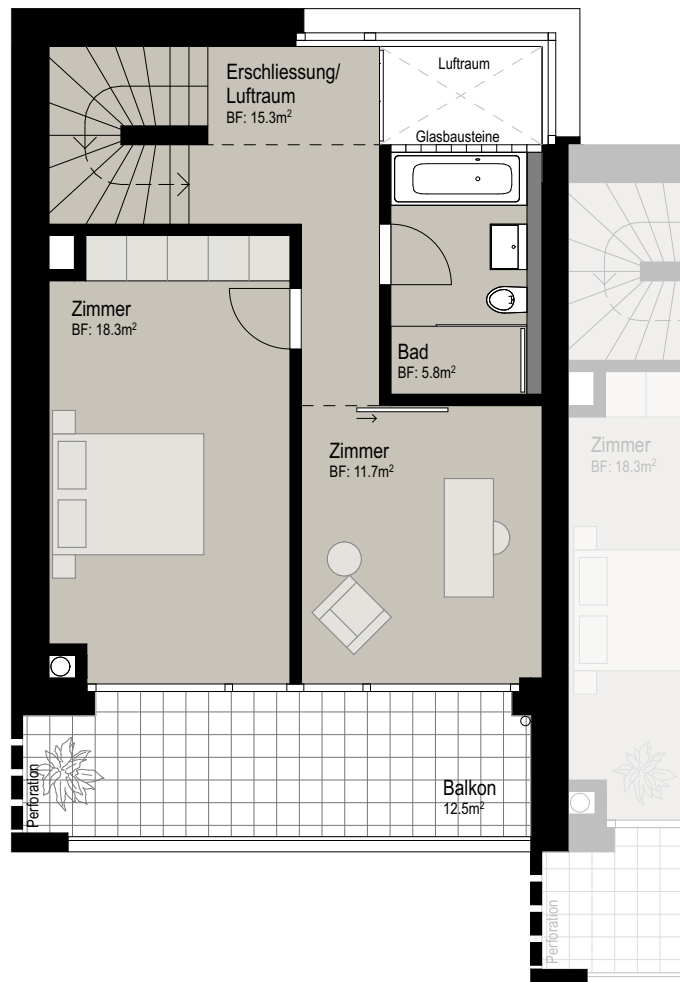 Erschliessung/
Luftraum
BF: 15.3m²
Luftraum
Glasbausteine
Zimmer
BF: 18.3m²
Bad
BF: 5.8m²
Zimmer
BF: 11.7m²
Zimmer
BF: 18.3m²
Balkon
12.5m²
Perforation
Perforation